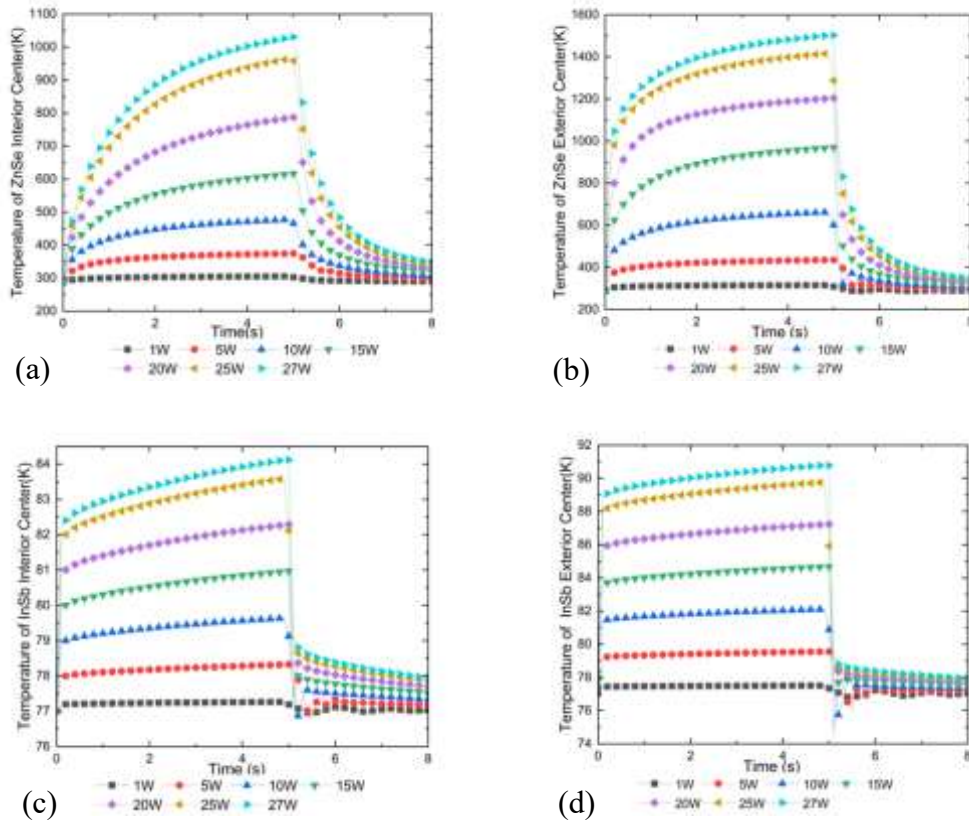 1100
1000
900
800
700
600
500
400
300
200
Temperature of ZnSe Interior Center(K)
0 2 4 6 8
Time(s)
1W 5W 10W 15W
20W 25W 27W
(a)
1600
1400
1200
1000
800
600
400
200
Temperature of ZnSe Exterior Center(K)
0 2 4 6 8
Time (s)
1W 5W 10W 15W
20W 25W 27W
(b)
84
83
82
81
80
79
78
77
76
Temperature of InSb Interior Center(K)
0 2 4 6 8
Time (s)
1W 5W 10W 15W
20W 25W 27W
(c)
92
90
88
86
84
82
80
78
76
74
Temperature of InSb Exterior Center(K)
0 2 4 6 8
Time (s)
1W 5W 10W 15W
20W 25W 27W
(d)